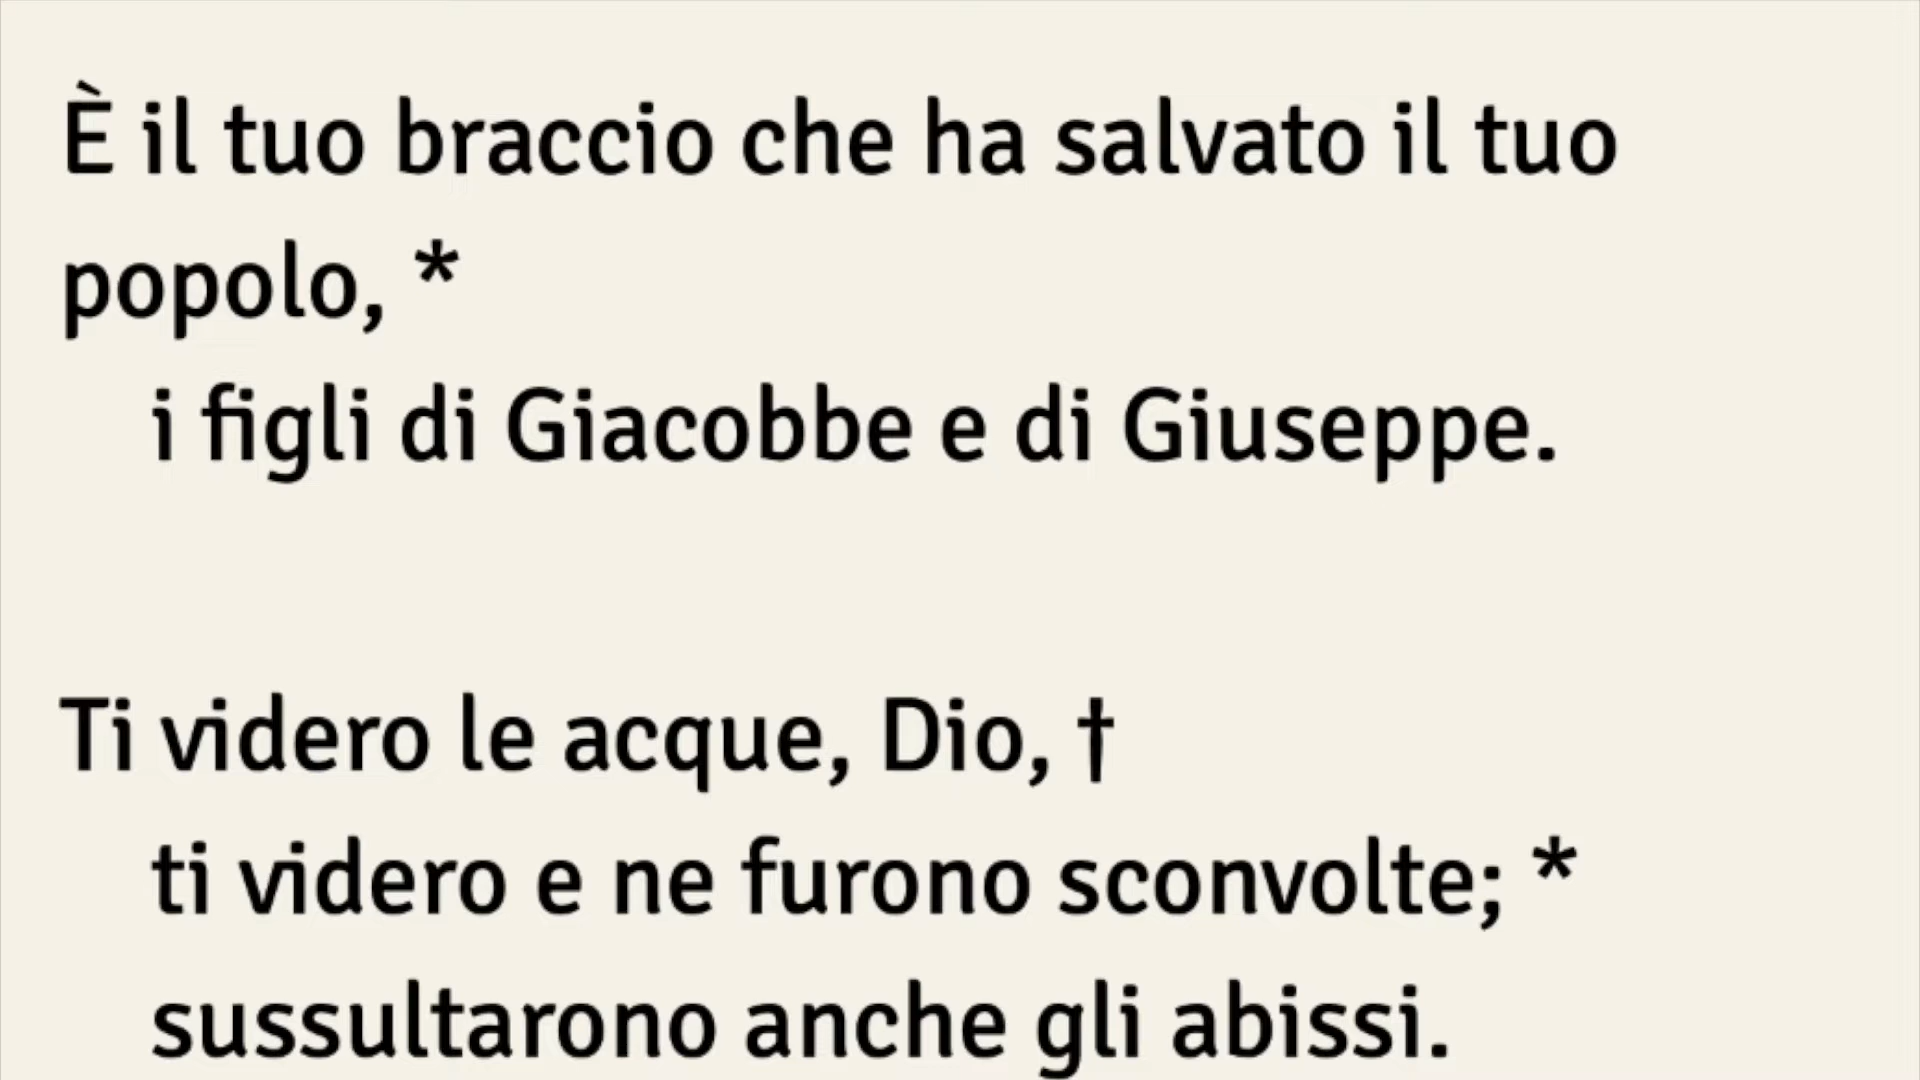 È il tuo braccio che ha salvato il tuo
popolo, *
i figli di Giacobbe e di Giuseppe.
Ti videro le acque, Dio, †
ti videro e ne furono sconvolte; *
sussultarono anche gli abissi.